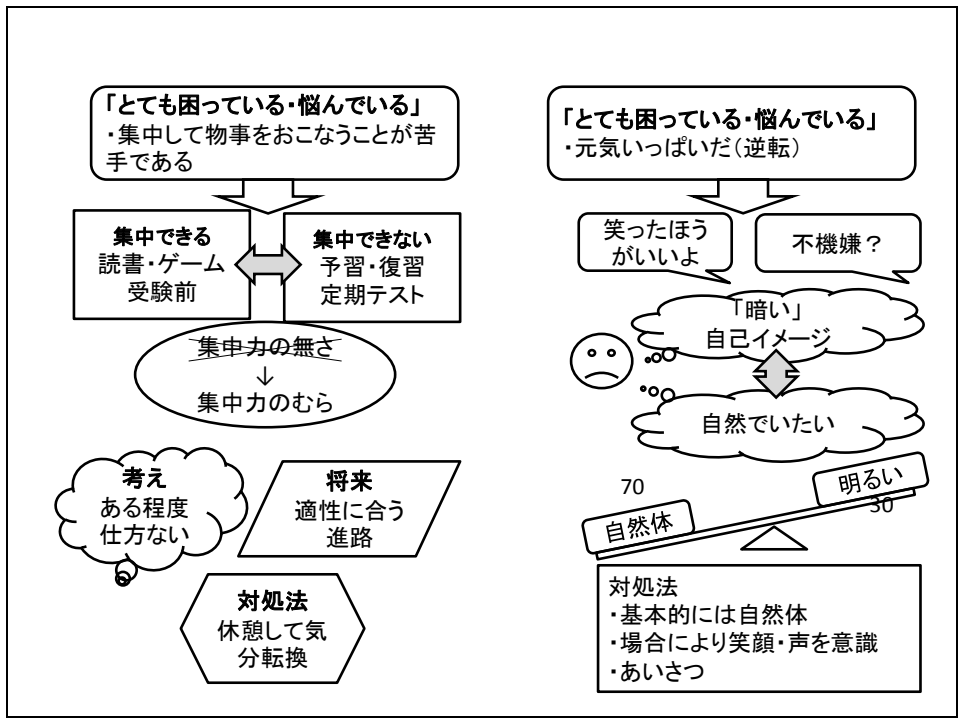 「とても困っている・悩んでいる」
・集中して物事をおこなうことが苦
手である
集中できる
読書・ゲーム
受験前
集中できない
予習・復習
定期テスト
集中力の無さ
↓
集中力のむら
考え
ある程度
仕方ない
将来
適性に合う
進路
対処法
休憩して気
分転換
「とても困っている・悩んでいる」
・元気いっぱいだ(逆転)
笑ったほう
がいいよ
不機嫌？
「暗い」
自己イメージ
自然でいたい
70
自然体
明るい
30
対処法
・基本的には自然体
・場合により笑顔・声を意識
・あいさつ